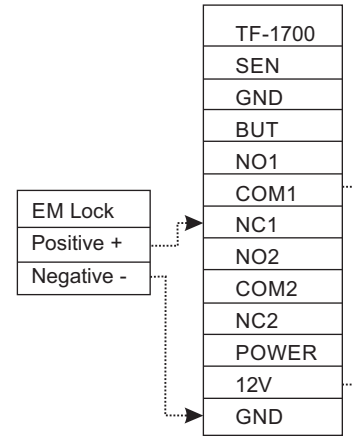 TF-1700
SEN
GND
BUT
NO1
COM1
NC1
NO2
COM2
NC2
POWER
12V
GND
EM Lock
Positive +
Negative -